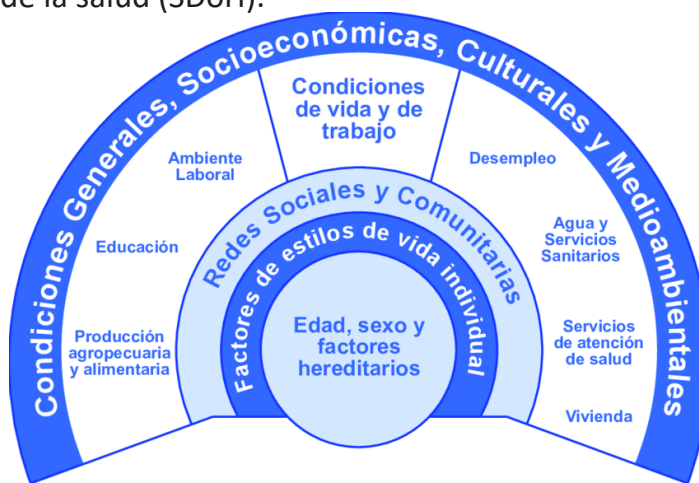 de la salud (SDoH).
Condiciones Generales, Socioeconómicas, Culturales y Medioambientales
Condiciones
de vida y de
trabajo
Ambiente
Laboral
Desempleo
Redes Sociales y Comunitarias
Factores de estilos de vida individual
Educación
Agua y
Servicios
Sanitarios
Edad, sexo y
factores
hereditarios
Producción
agropecuaria
y alimentaria
Servicios
de atención
de salud
Vivienda